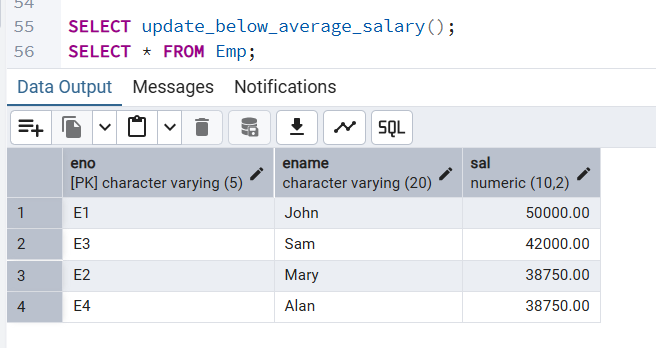 54
55 SELECT update_below_average_salary();
56 SELECT * FROM Emp;
Data Output Messages Notifications
SQL
eno ename sal
[PK] character varying (5) character varying (20) numeric (10,2)
1 E1 John 50000.00
2 E3 Sam 42000.00
3 E2 Mary 38750.00
4 E4 Alan 38750.00